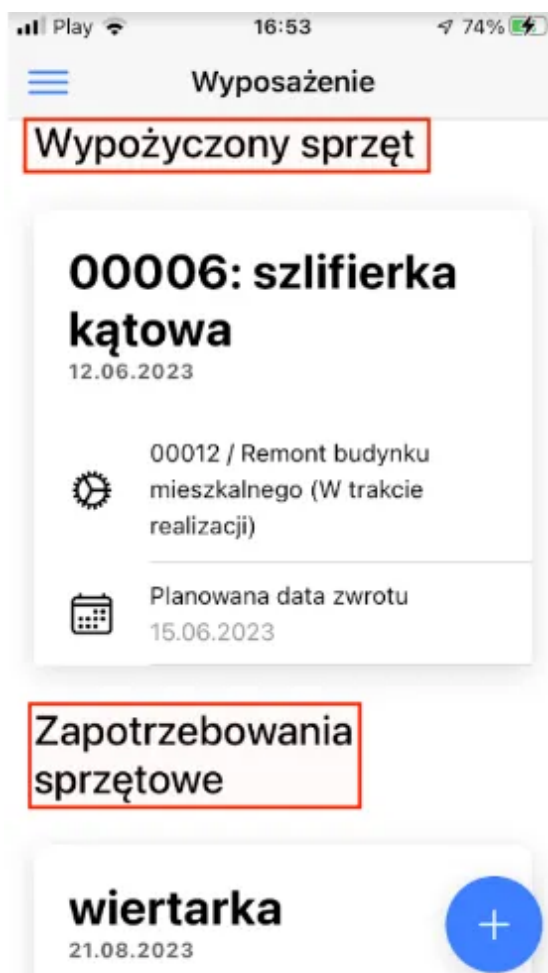 Play 16:53 74%
Wyposażenie
Wypożyczony sprzęt
00006: szlifierka
kątowa
12.06.2023
00012 / Remont budynku
mieszkalnego (W trakcie
realizacji)
Planowana data zwrotu
15.06.2023
Zapotrzebowania
sprzętowe
wiertarka
21.08.2023